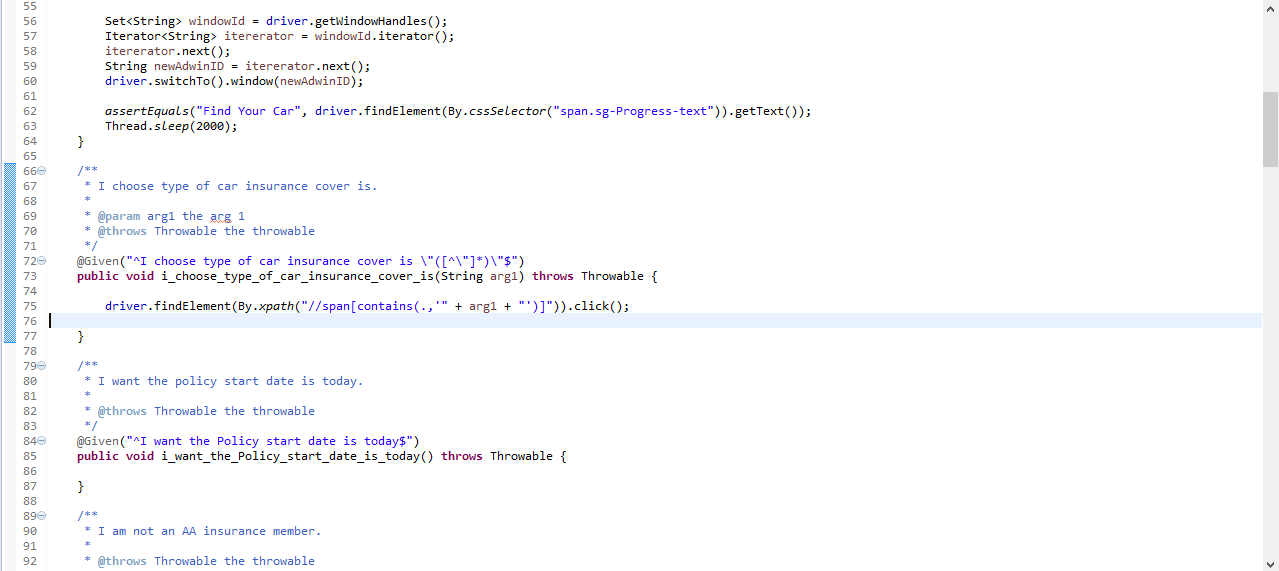 55
56 Set<String> windowId = driver.getWindowHandles();
57 Iterator<String> itererator = windowId.iterator();
58 itererator.next();
59 String newAdwinID = itererator.next();
60 driver.switchTo().window(newAdwinID);
61
62 assertEquals("Find Your Car", driver.findElement(By.cssSelector("span.sg-Progress-text")).getText());
63 Thread.sleep(2000);
64 }
65
66 /**
67 * I choose type of car insurance cover is.
68 *
69 * @param arg1 the arg 1
70 * @throws Throwable the throwable
71 */
72 @Given("^I choose type of car insurance cover is \"([^\"]*)\"$")
73 public void i_choose_type_of_car_insurance_cover_is(String arg1) throws Throwable {
74
75 driver.findElement(By.xpath("//span[contains(.,'" + arg1 + "')]")).click();
76
77 }
78
79 /**
80 * I want the policy start date is today.
81 *
82 * @throws Throwable the throwable
83 */
84 @Given("^I want the Policy start date is today$")
85 public void i_want_the_Policy_start_date_is_today() throws Throwable {
86
87 }
88
89 /**
90 * I am not an AA insurance member.
91 *
92 * @throws Throwable the throwable